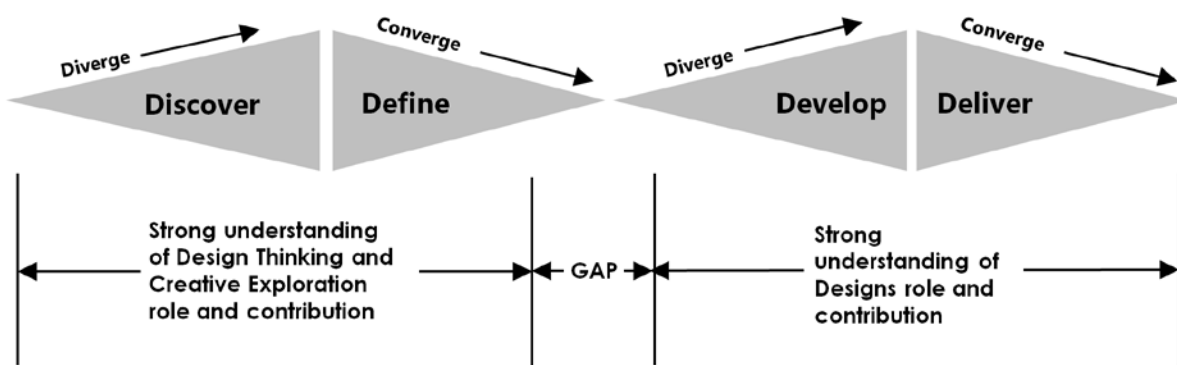 Diverge
Converge
Diverge
Converge
Discover
Define
Develop
Deliver
Strong understanding
of Design Thinking and
Creative Exploration
role and contribution
GAP
Strong
understanding of
Designs role and
contribution